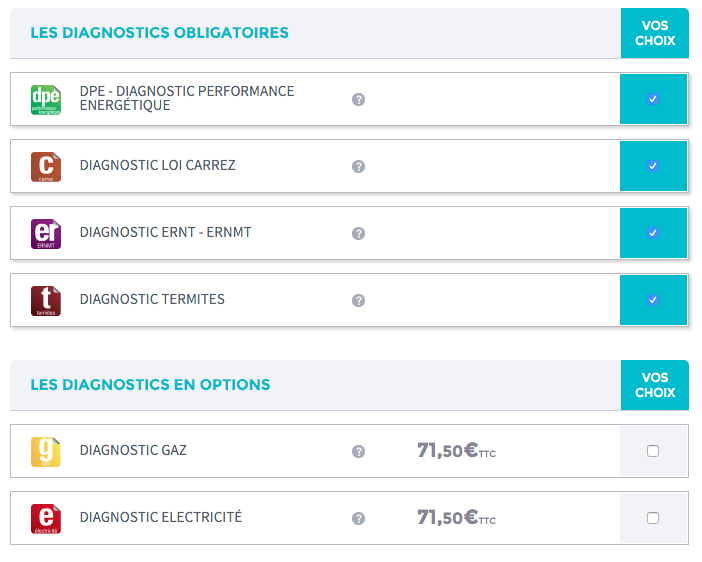 LES DIAGNOSTICS OBLIGATOIRES
VOS
CHOIX
dpe
performance
énergétique
DPE - DIAGNOSTIC PERFORMANCE
ENERGÉTIQUE
?
c
carrez
DIAGNOSTIC LOI CARREZ
?
er
ERNMT
DIAGNOSTIC ERNT - ERNMT
?
t
termites
DIAGNOSTIC TERMITES
?
LES DIAGNOSTICS EN OPTIONS
VOS
CHOIX
g
gaz
DIAGNOSTIC GAZ
?
71,50€TTC
e
électricité
DIAGNOSTIC ELECTRICITÉ
?
71,50€TTC